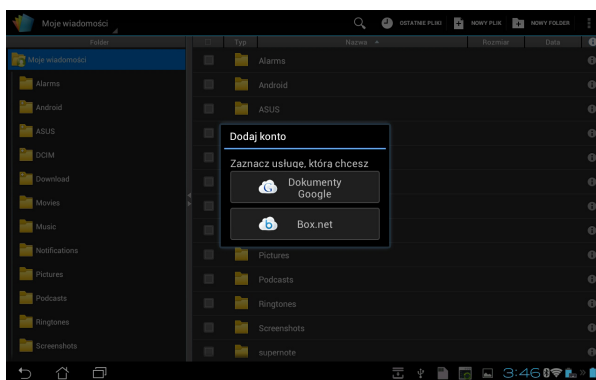 Moje wiadomości
OSTATNIE PLIKI
NOWY PLIK
NOWY FOLDER
Folder
Typ
Nazwa
Rozmiar
Data
Moje wiadomości
Alarms
Android
ASUS
DCIM
Download
Movies
Music
Notifications
Pictures
Podcasts
Ringtones
Screenshots
Alarms
Android
ASUS
Dodaj konto
Zaznacz usługę, którą chcesz
Dokumenty
Google
Box.net
Pictures
Podcasts
Ringtones
Screenshots
supernote
3:46